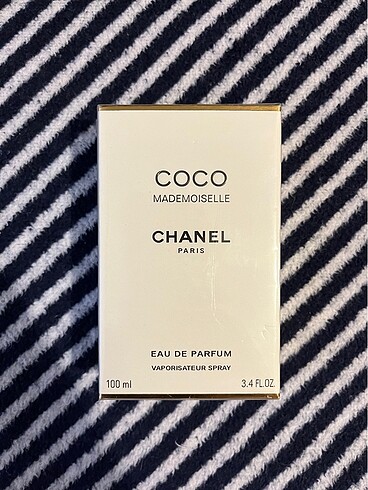 COCO
MADEMOISELLE
CHANEL
PARIS
EAU DE PARFUM
VAPORISATEUR SPRAY
100 ml 3.4 FL.OZ.